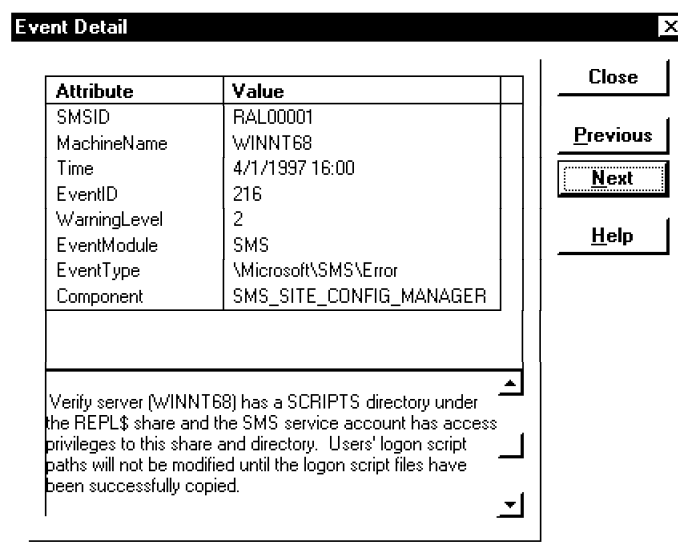 Event Detail
Attribute Value
SMSID RAL00001
MachineName WINNT68
Time 4/1/1997 16:00
EventID 216
WarningLevel 2
EventModule SMS
EventType \Microsoft\SMS\Error
Component SMS_SITE_CONFIG_MANAGER
Verify server (WINNT68) has a SCRIPTS directory under
the REPL$ share and the SMS service account has access
privileges to this share and directory. Users' logon script
paths will not be modified until the logon script files have
been successfully copied.
Close
Previous
Next
Help